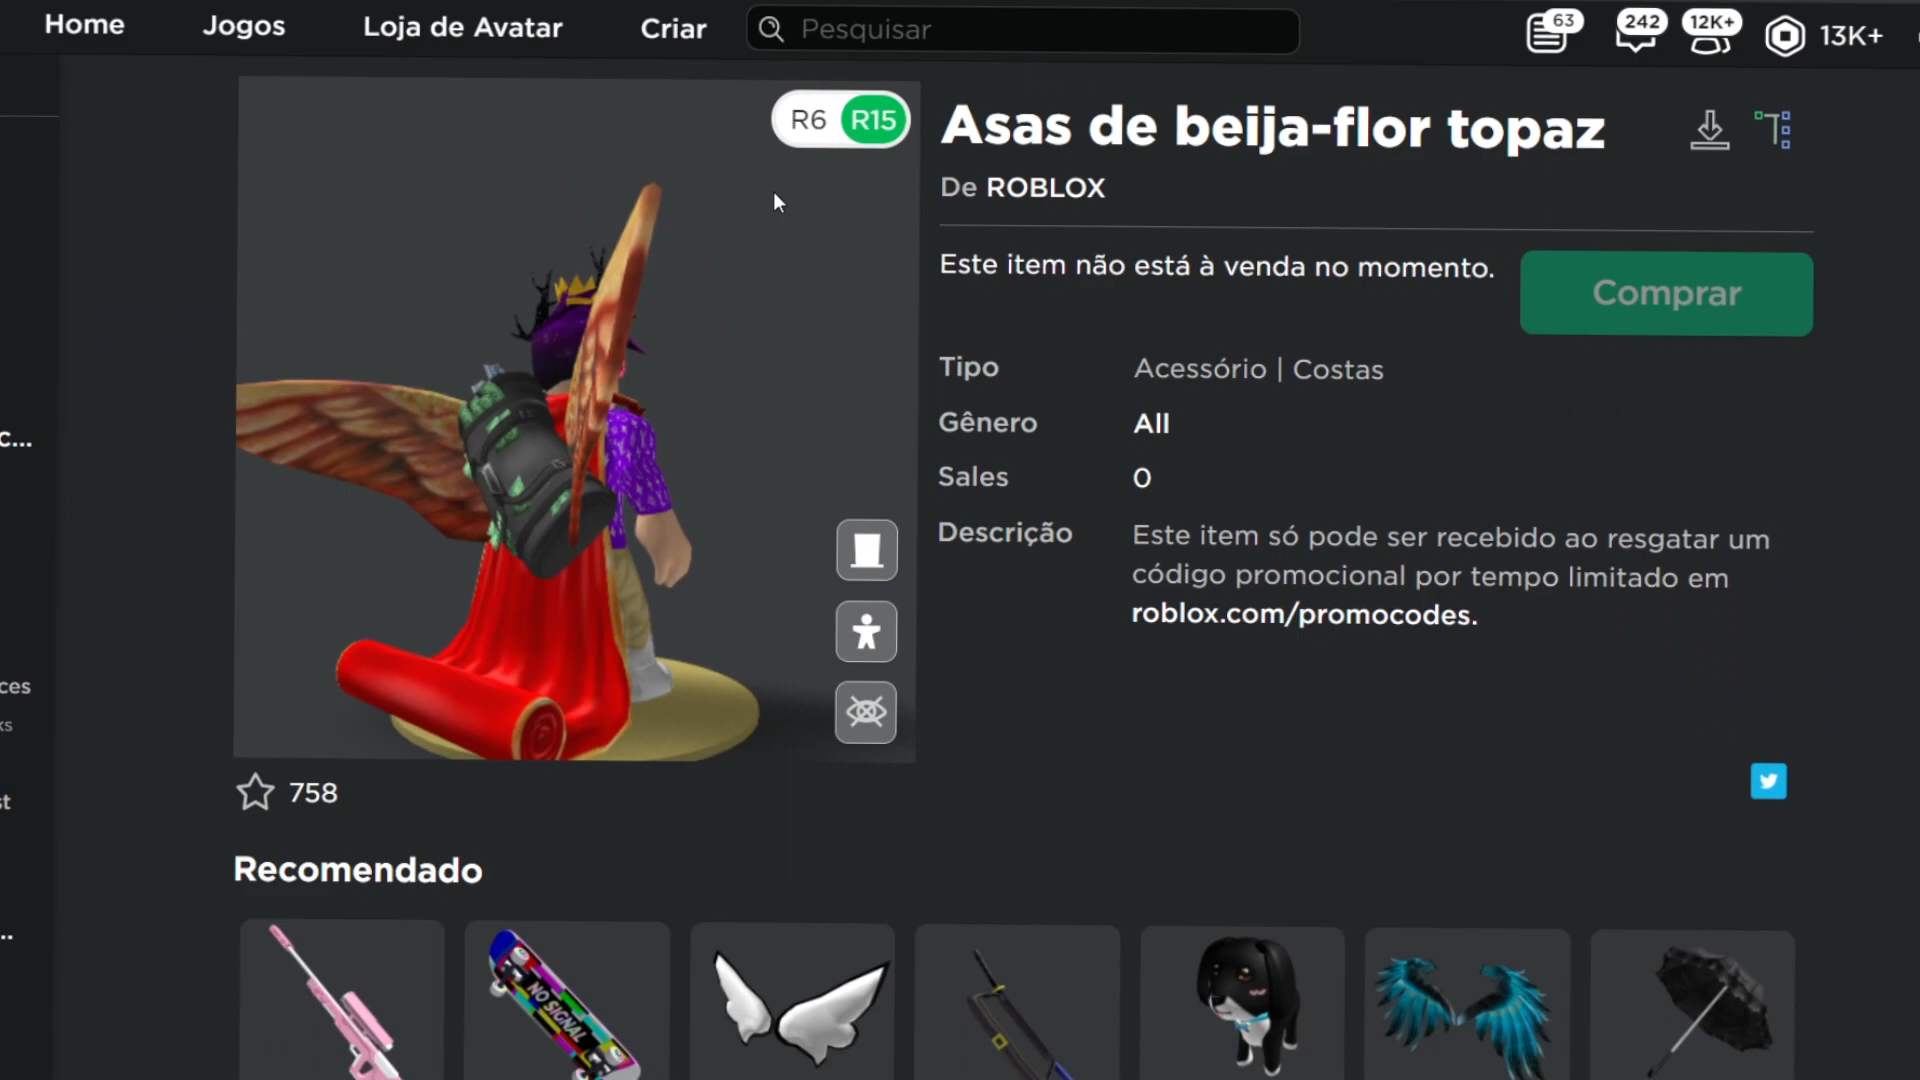 Home
Jogos
Loja de Avatar
Criar
Pesquisar
63
242
12K+
13K+
R6
R15
Asas de beija-flor topaz
De ROBLOX
Este item não está à venda no momento.
Comprar
Tipo
Acessório | Costas
Gênero
All
Sales
0
Descrição
Este item só pode ser recebido ao resgatar um
código promocional por tempo limitado em
roblox.com/promocodes.
c...
ces
ks
st
..
758
Recomendado
NO SIGNAL